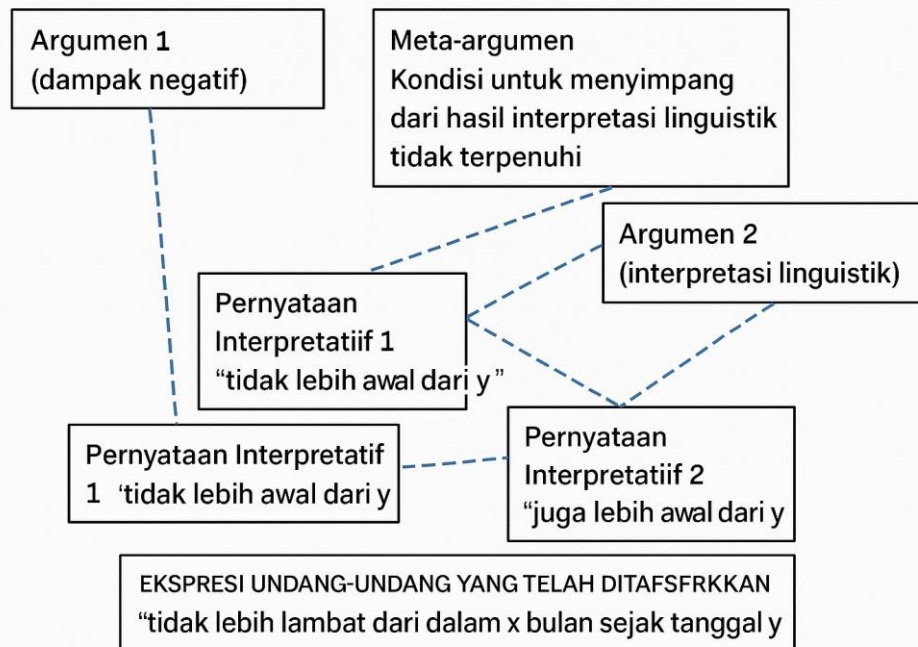 Argumen 1
(dampak negatif)
Meta-argumen
Kondisi untuk menyimpang
dari hasil interpretasi linguistik
tidak terpenuhi
Argumen 2
(interpretasi linguistik)
Pernyataan
Interpretatiif 1
“tidak lebih awal dari y”
Pernyataan Interpretatif
1 ‘tidak lebih awal dari y
Pernyataan
Interpretatiif 2
“juga lebih awal dari y
EKSPRESI UNDANG-UNDANG YANG TELAH DITAFSFRKKAN
“tidak lebih lambat dari dalam x bulan sejak tanggal y